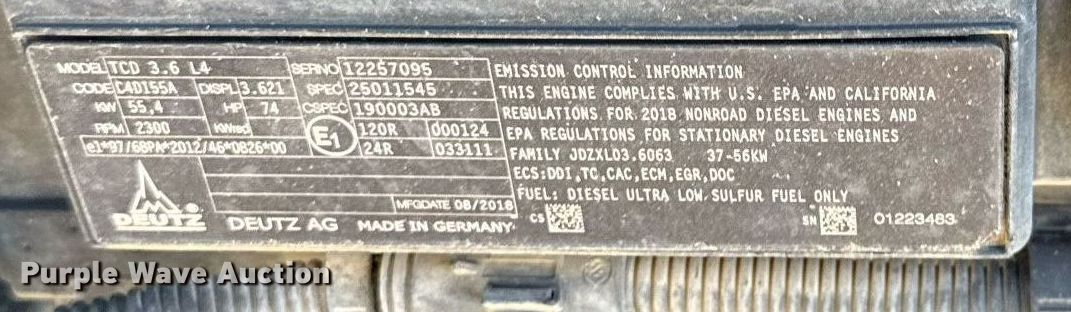 MODEL TCD 3.6 L4 SERNO 12257095
CODE C4DI55A DISPL 3.621 SPEC 25011545
KW 55,4 HP 74 CSPEC 190003AB
RPM 2300 KWred E1 120R 000124
e1*97/68PA*2012/46*0826*00 24R 033111
MFGDATE 08/2018
DEUTZ DEUTZ AG MADE IN GERMANY
EMISSION CONTROL INFORMATION
THIS ENGINE COMPLIES WITH U.S. EPA AND CALIFORNIA
REGULATIONS FOR 2018 NONROAD DIESEL ENGINES AND
EPA REGULATIONS FOR STATIONARY DIESEL ENGINES
FAMILY JDZXL03.6063 37-56KW
ECS:DDI,TC,CAC,ECM,EGR,DOC
FUEL: DIESEL ULTRA LOW SULFUR FUEL ONLY
CS SN 01223483
Purple Wave Auction